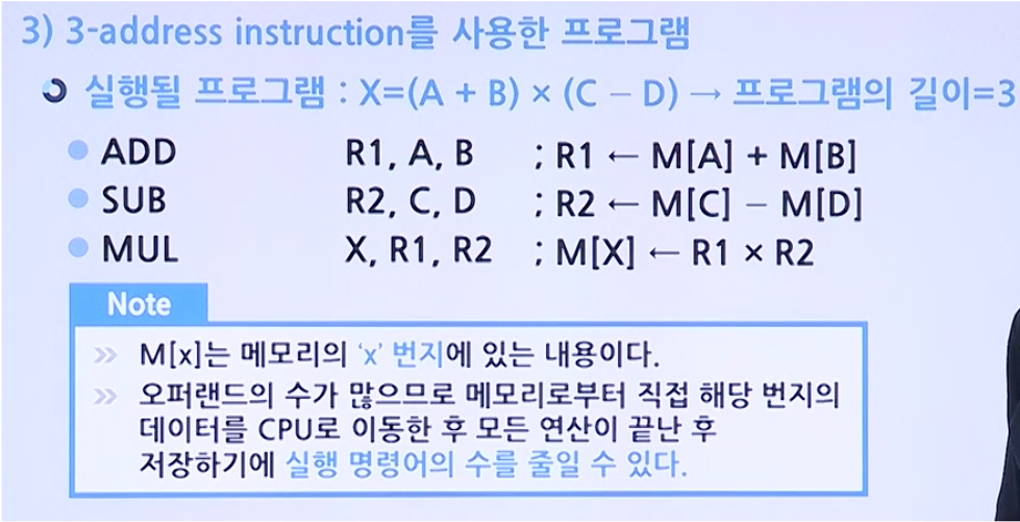 3) 3-address instruction를 사용한 프로그램
실행될 프로그램 : X=(A + B) × (C – D) → 프로그램의 길이=3
ADD R1, A, B ; R1 ← M[A] + M[B]
SUB R2, C, D ; R2 ← M[C] – M[D]
MUL X, R1, R2 ; M[X] ← R1 × R2
Note
M[x]는 메모리의 ‘x’ 번지에 있는 내용이다.
오퍼랜드의 수가 많으므로 메모리로부터 직접 해당 번지의
데이터를 CPU로 이동한 후 모든 연산이 끝난 후
저장하기에 실행 명령어의 수를 줄일 수 있다.